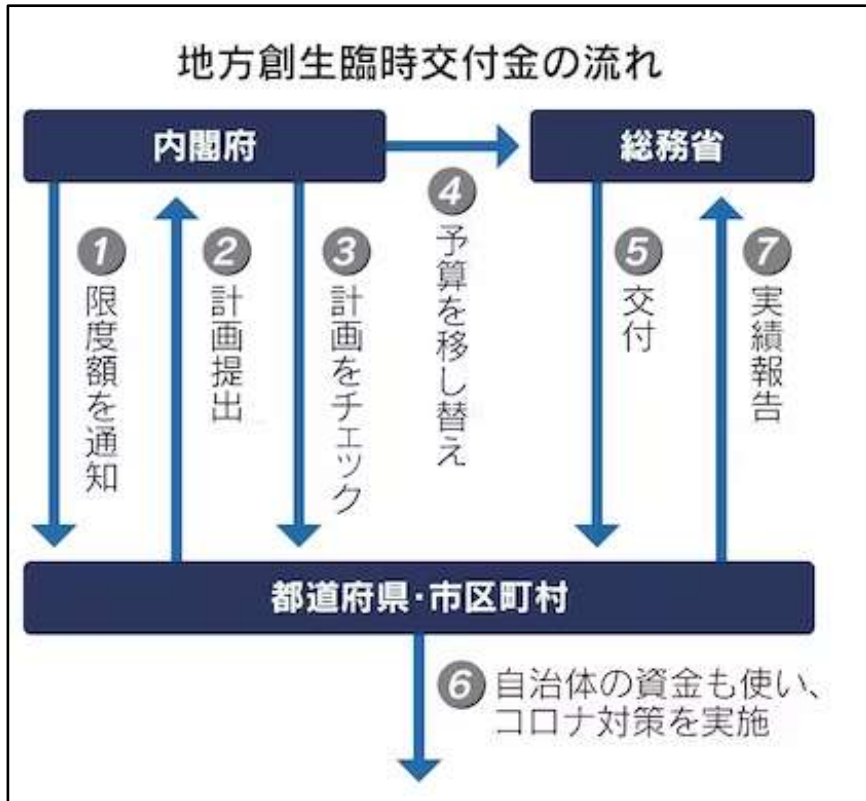 地方創生臨時交付金の流れ
内閣府
総務省
1 限度額を通知
2 計画提出
3 計画をチェック
4 予算を移し替え
5 交付
7 実績報告
都道府県・市区町村
6 自治体の資金も使い、
コロナ対策を実施